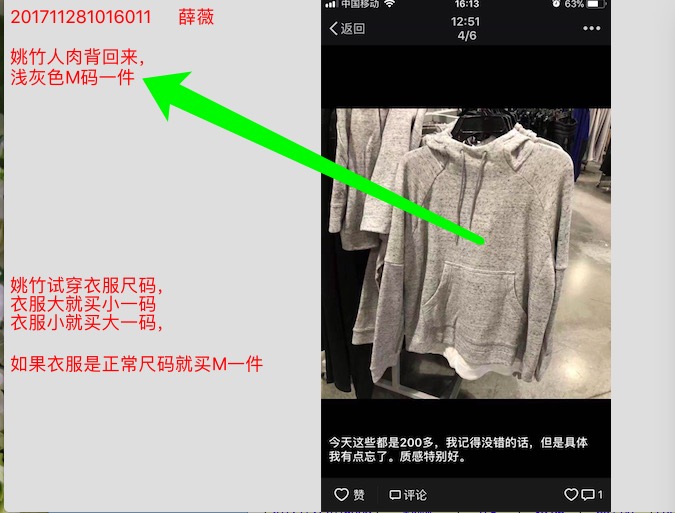 201711281016011 薛薇
姚竹人肉背回来，
浅灰色M码一件
姚竹试穿衣服尺码，
衣服大就买小一码
衣服小就买大一码，
如果衣服是正常尺码就买M一件
中国移动 16:13 63%
返回 12:51
4/6
今天这些都是200多，我记得没错的话，但是具体
我有点忘了。质感特别好。
赞 评论 1